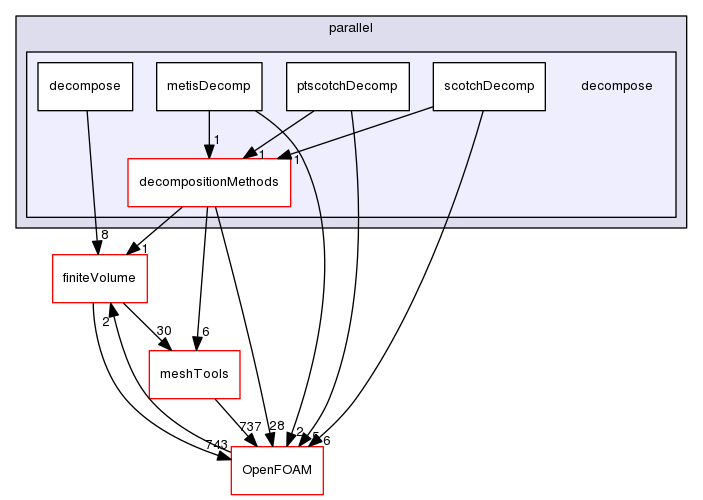 parallel
decompose
metisDecomp
ptscotchDecomp
scotchDecomp
decompose
1
1
1
decompositionMethods
8
1
finiteVolume
2
30
6
meshTools
743
737
28
2
5
6
OpenFOAM